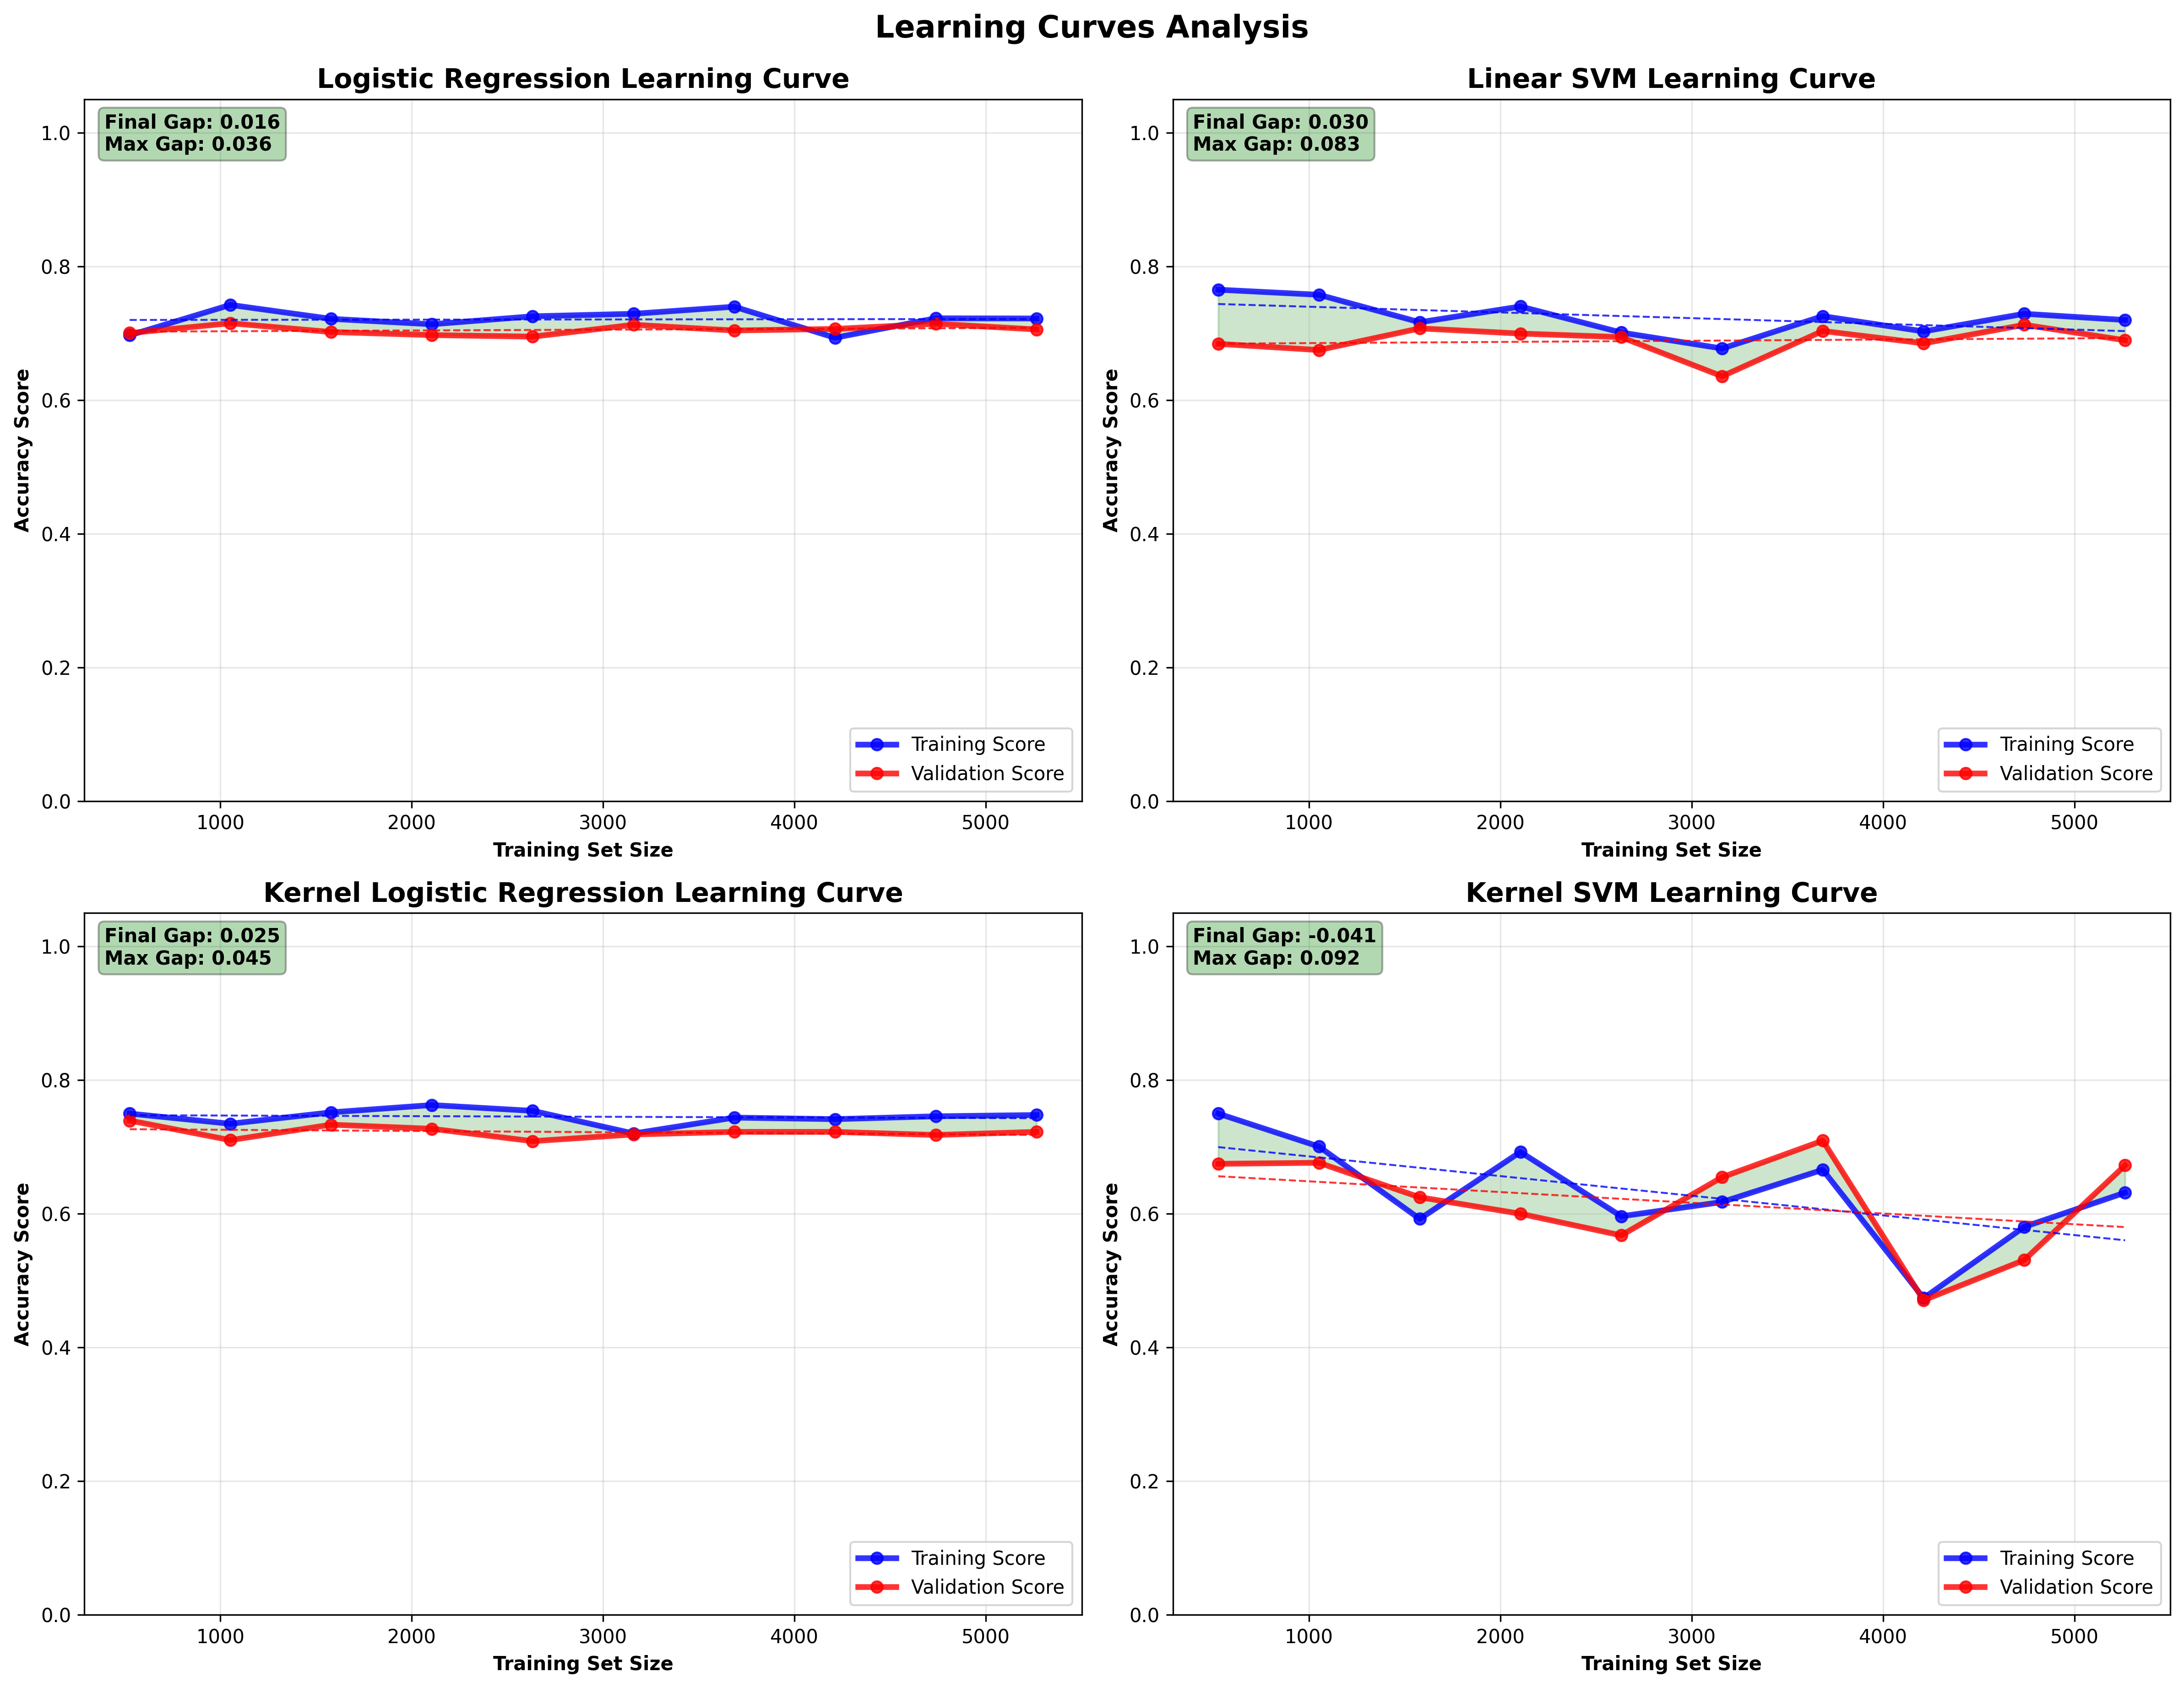 Learning Curves Analysis
Logistic Regression Learning Curve
Final Gap: 0.016
Max Gap: 0.036
1.0
0.8
0.6
0.4
0.2
0.0
Accuracy Score
Training Score
Validation Score
1000 2000 3000 4000 5000
Training Set Size
Linear SVM Learning Curve
Final Gap: 0.030
Max Gap: 0.083
1.0
0.8
0.6
0.4
0.2
0.0
Accuracy Score
Training Score
Validation Score
1000 2000 3000 4000 5000
Training Set Size
Kernel Logistic Regression Learning Curve
Final Gap: 0.025
Max Gap: 0.045
1.0
0.8
0.6
0.4
0.2
0.0
Accuracy Score
Training Score
Validation Score
1000 2000 3000 4000 5000
Training Set Size
Kernel SVM Learning Curve
Final Gap: -0.041
Max Gap: 0.092
1.0
0.8
0.6
0.4
0.2
0.0
Accuracy Score
Training Score
Validation Score
1000 2000 3000 4000 5000
Training Set Size